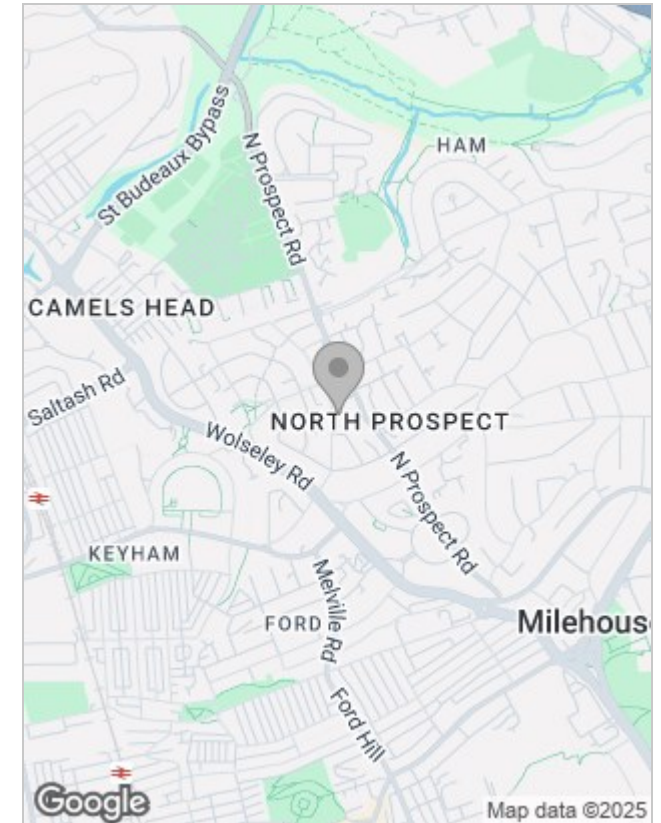 St Budeaux Bypass
N Prospect Rd
HAM
CAMELS HEAD
Saltash Rd
NORTH PROSPECT
Wolseley Rd
N Prospect Rd
KEYHAM
Melville Rd
FORD
Milehous
Ford Hill
Google
Map data ©2025